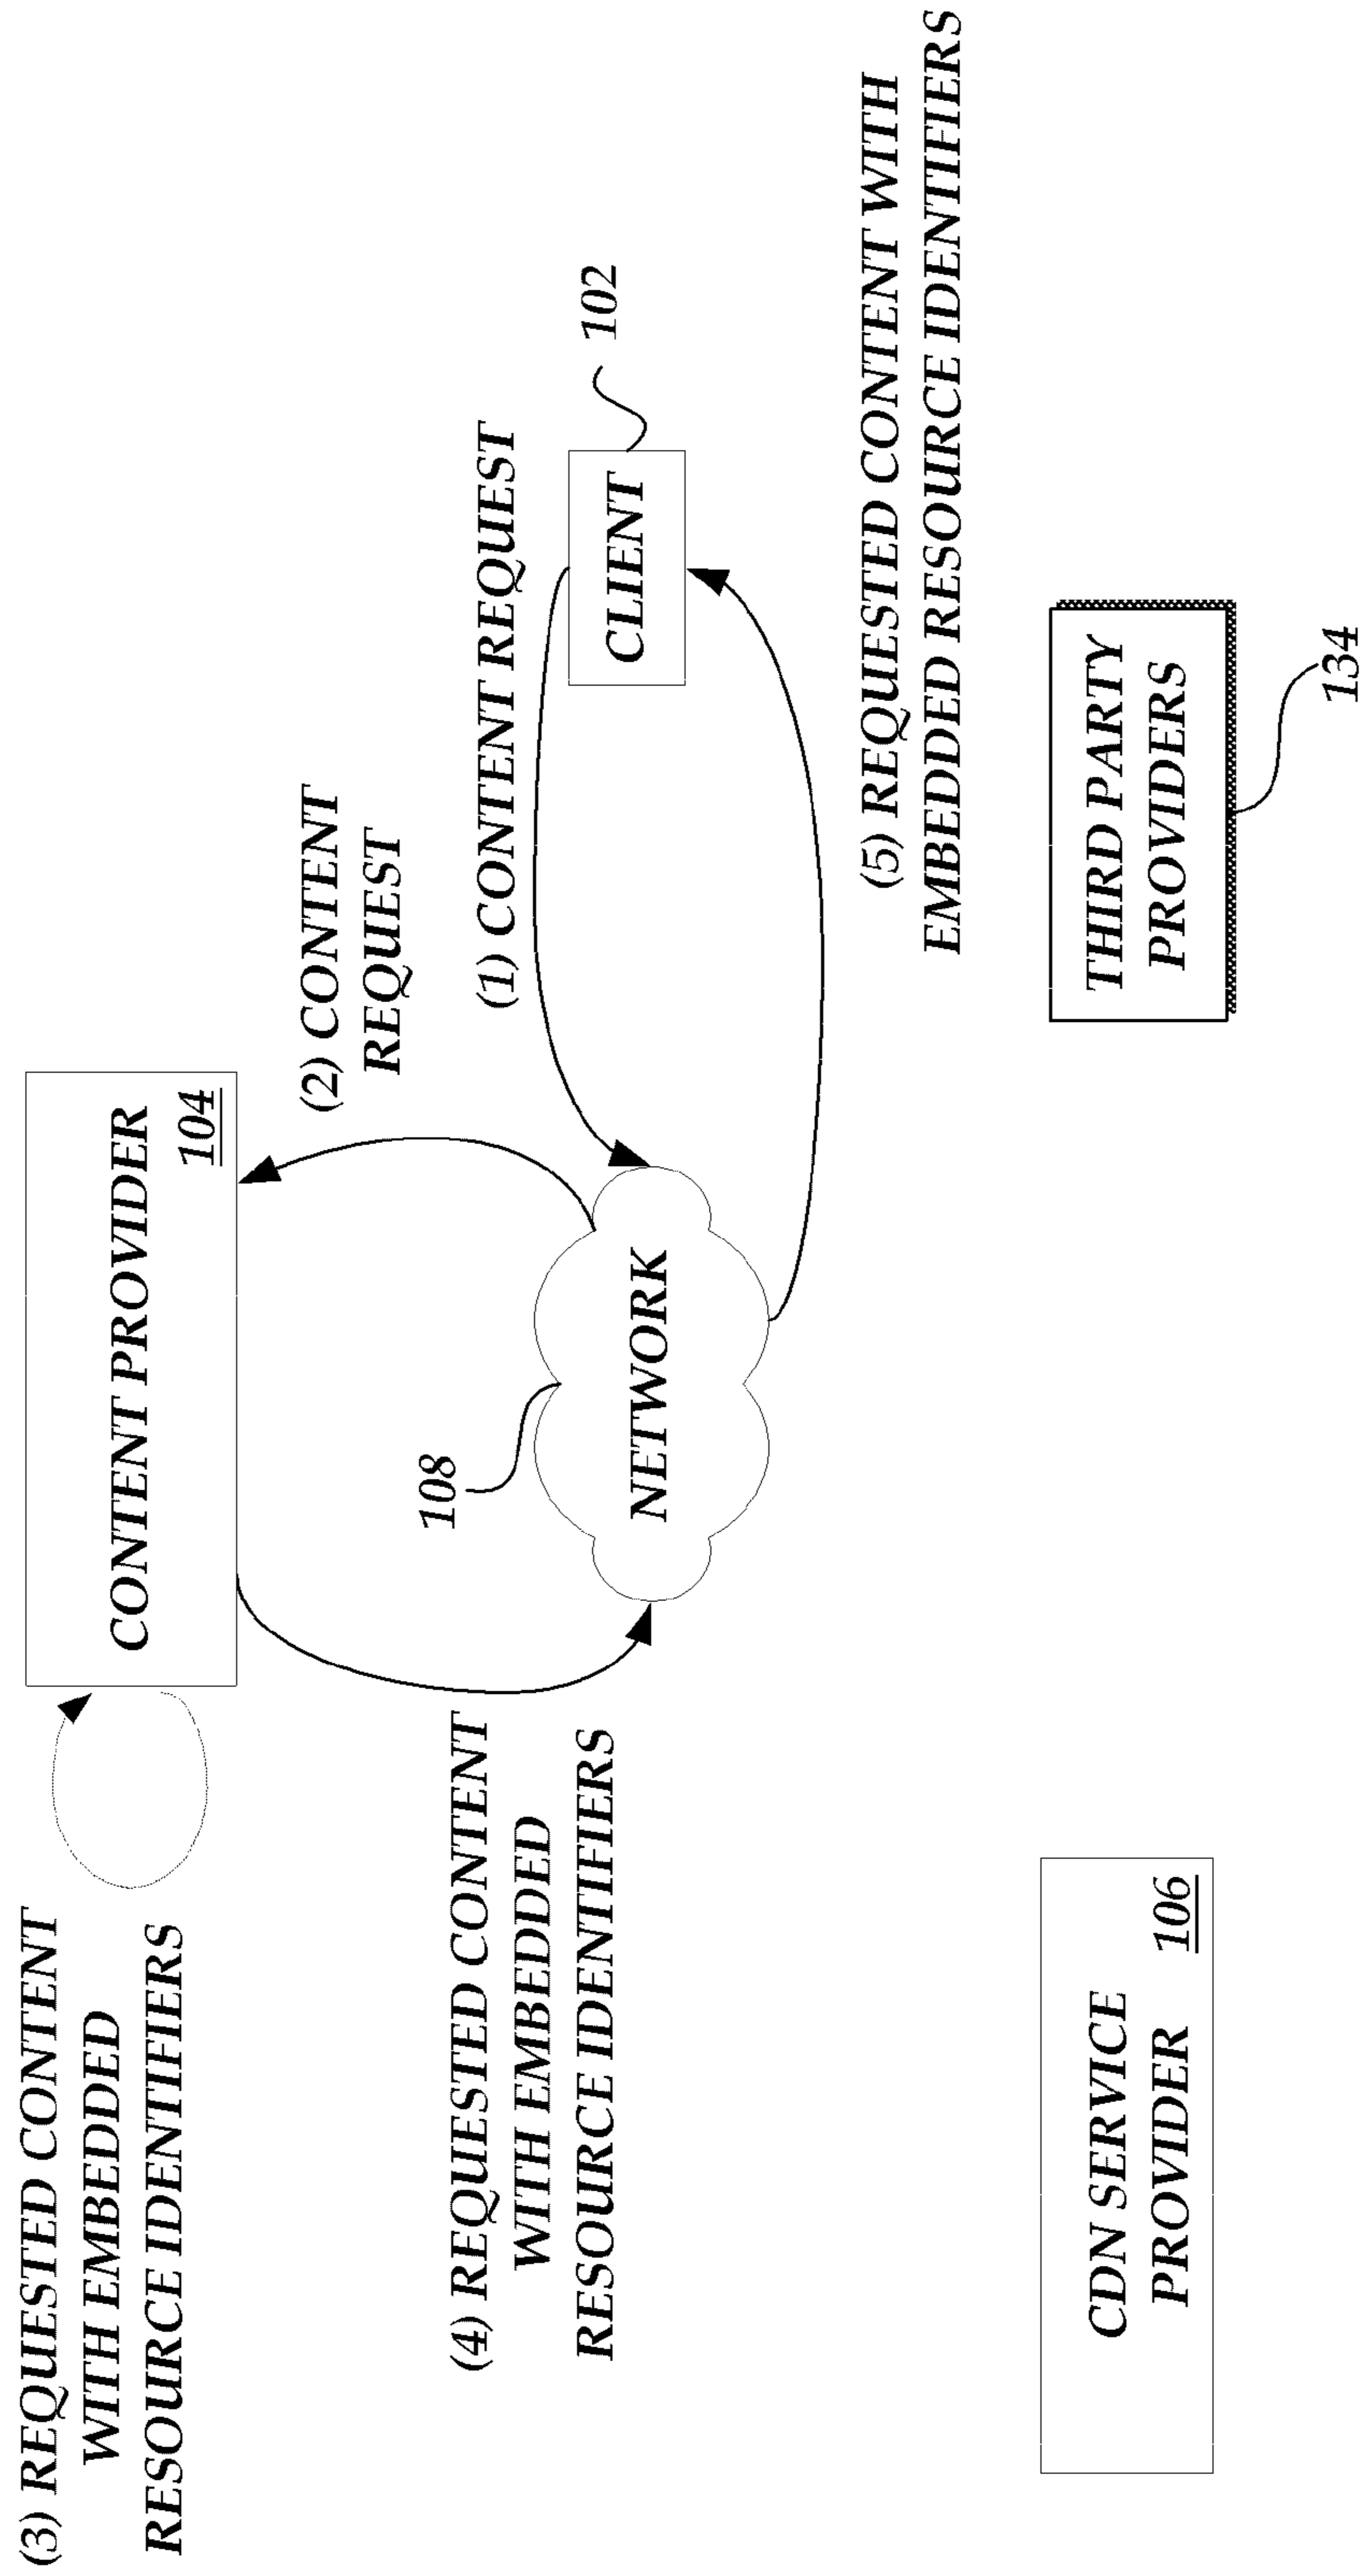 (3) REQUESTED CONTENT
WITH EMBEDDED
RESOURCE IDENTIFIERS
CONTENT PROVIDER
104
(2) CONTENT
REQUEST
(4) REQUESTED CONTENT
WITH EMBEDDED
RESOURCE IDENTIFIERS
108
(1) CONTENT REQUEST
NETWORK
CLIENT
102
(5) REQUESTED CONTENT WITH
EMBEDDED RESOURCE IDENTIFIERS
CDN SERVICE
PROVIDER
106
THIRD PARTY
PROVIDERS
134